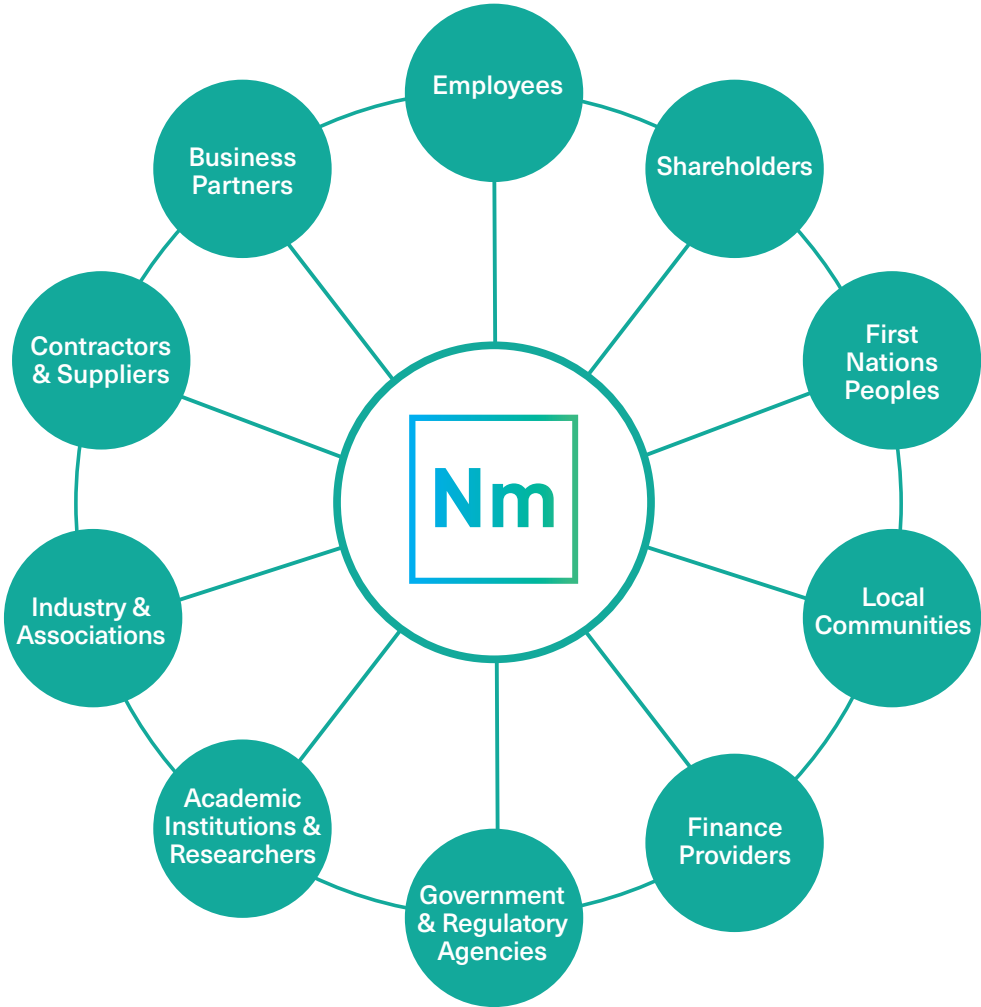 Employees
Shareholders
First
Nations
Peoples
Local
Communities
Finance
Providers
Government
& Regulatory
Agencies
Academic
Institutions &
Researchers
Industry &
Associations
Contractors
& Suppliers
Business
Partners
Nm